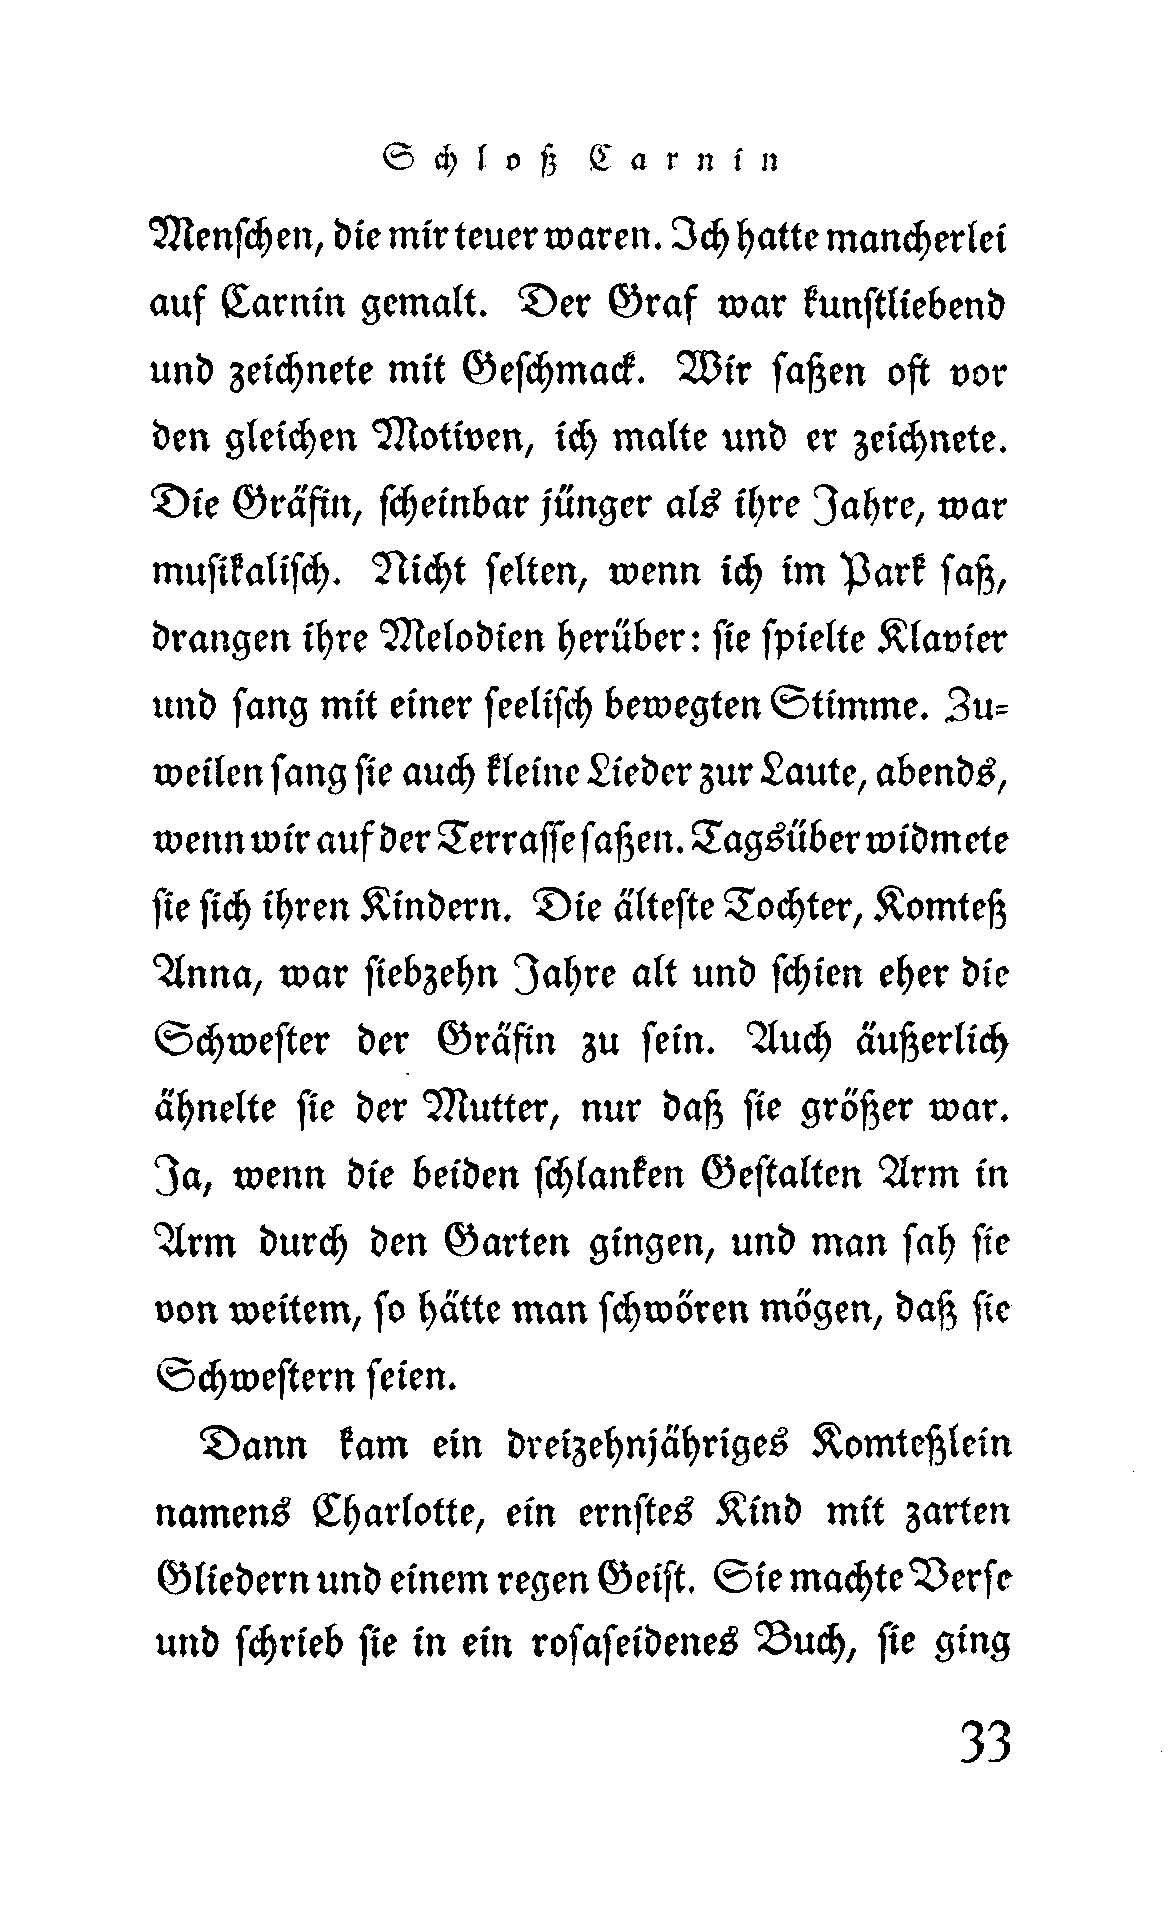 Schloß Carnin
Menschen, die mir teuer waren. Ich hatte mancherlei
auf Carnin gemalt. Der Graf war kunstliebend
und zeichnete mit Geschmack. Wir saßen oft vor
den gleichen Motiven, ich malte und er zeichnete.
Die Gräfin, scheinbar jünger als ihre Jahre, war
musikalisch. Nicht selten, wenn ich im Park saß,
drangen ihre Melodien herüber: sie spielte Klavier
und sang mit einer seelisch bewegten Stimme. Zu-
weilen sang sie auch kleine Lieder zur Laute, abends,
wenn wir auf der Terrasse saßen. Tagsüber widmete
sie sich ihren Kindern. Die älteste Tochter, Komteß
Anna, war siebzehn Jahre alt und schien eher die
Schwester der Gräfin zu sein. Auch äußerlich
ähnelte sie der Mutter, nur daß sie größer war.
Ja, wenn die beiden schlanken Gestalten Arm in
Arm durch den Garten gingen, und man sah sie
von weitem, so hätte man schwören mögen, daß sie
Schwestern seien.
Dann kam ein dreizehnjähriges Komteßlein
namens Charlotte, ein ernstes Kind mit zarten
Gliedern und einem regen Geist. Sie machte Verse
und schrieb sie in ein rosaseidenes Buch, sie ging
33